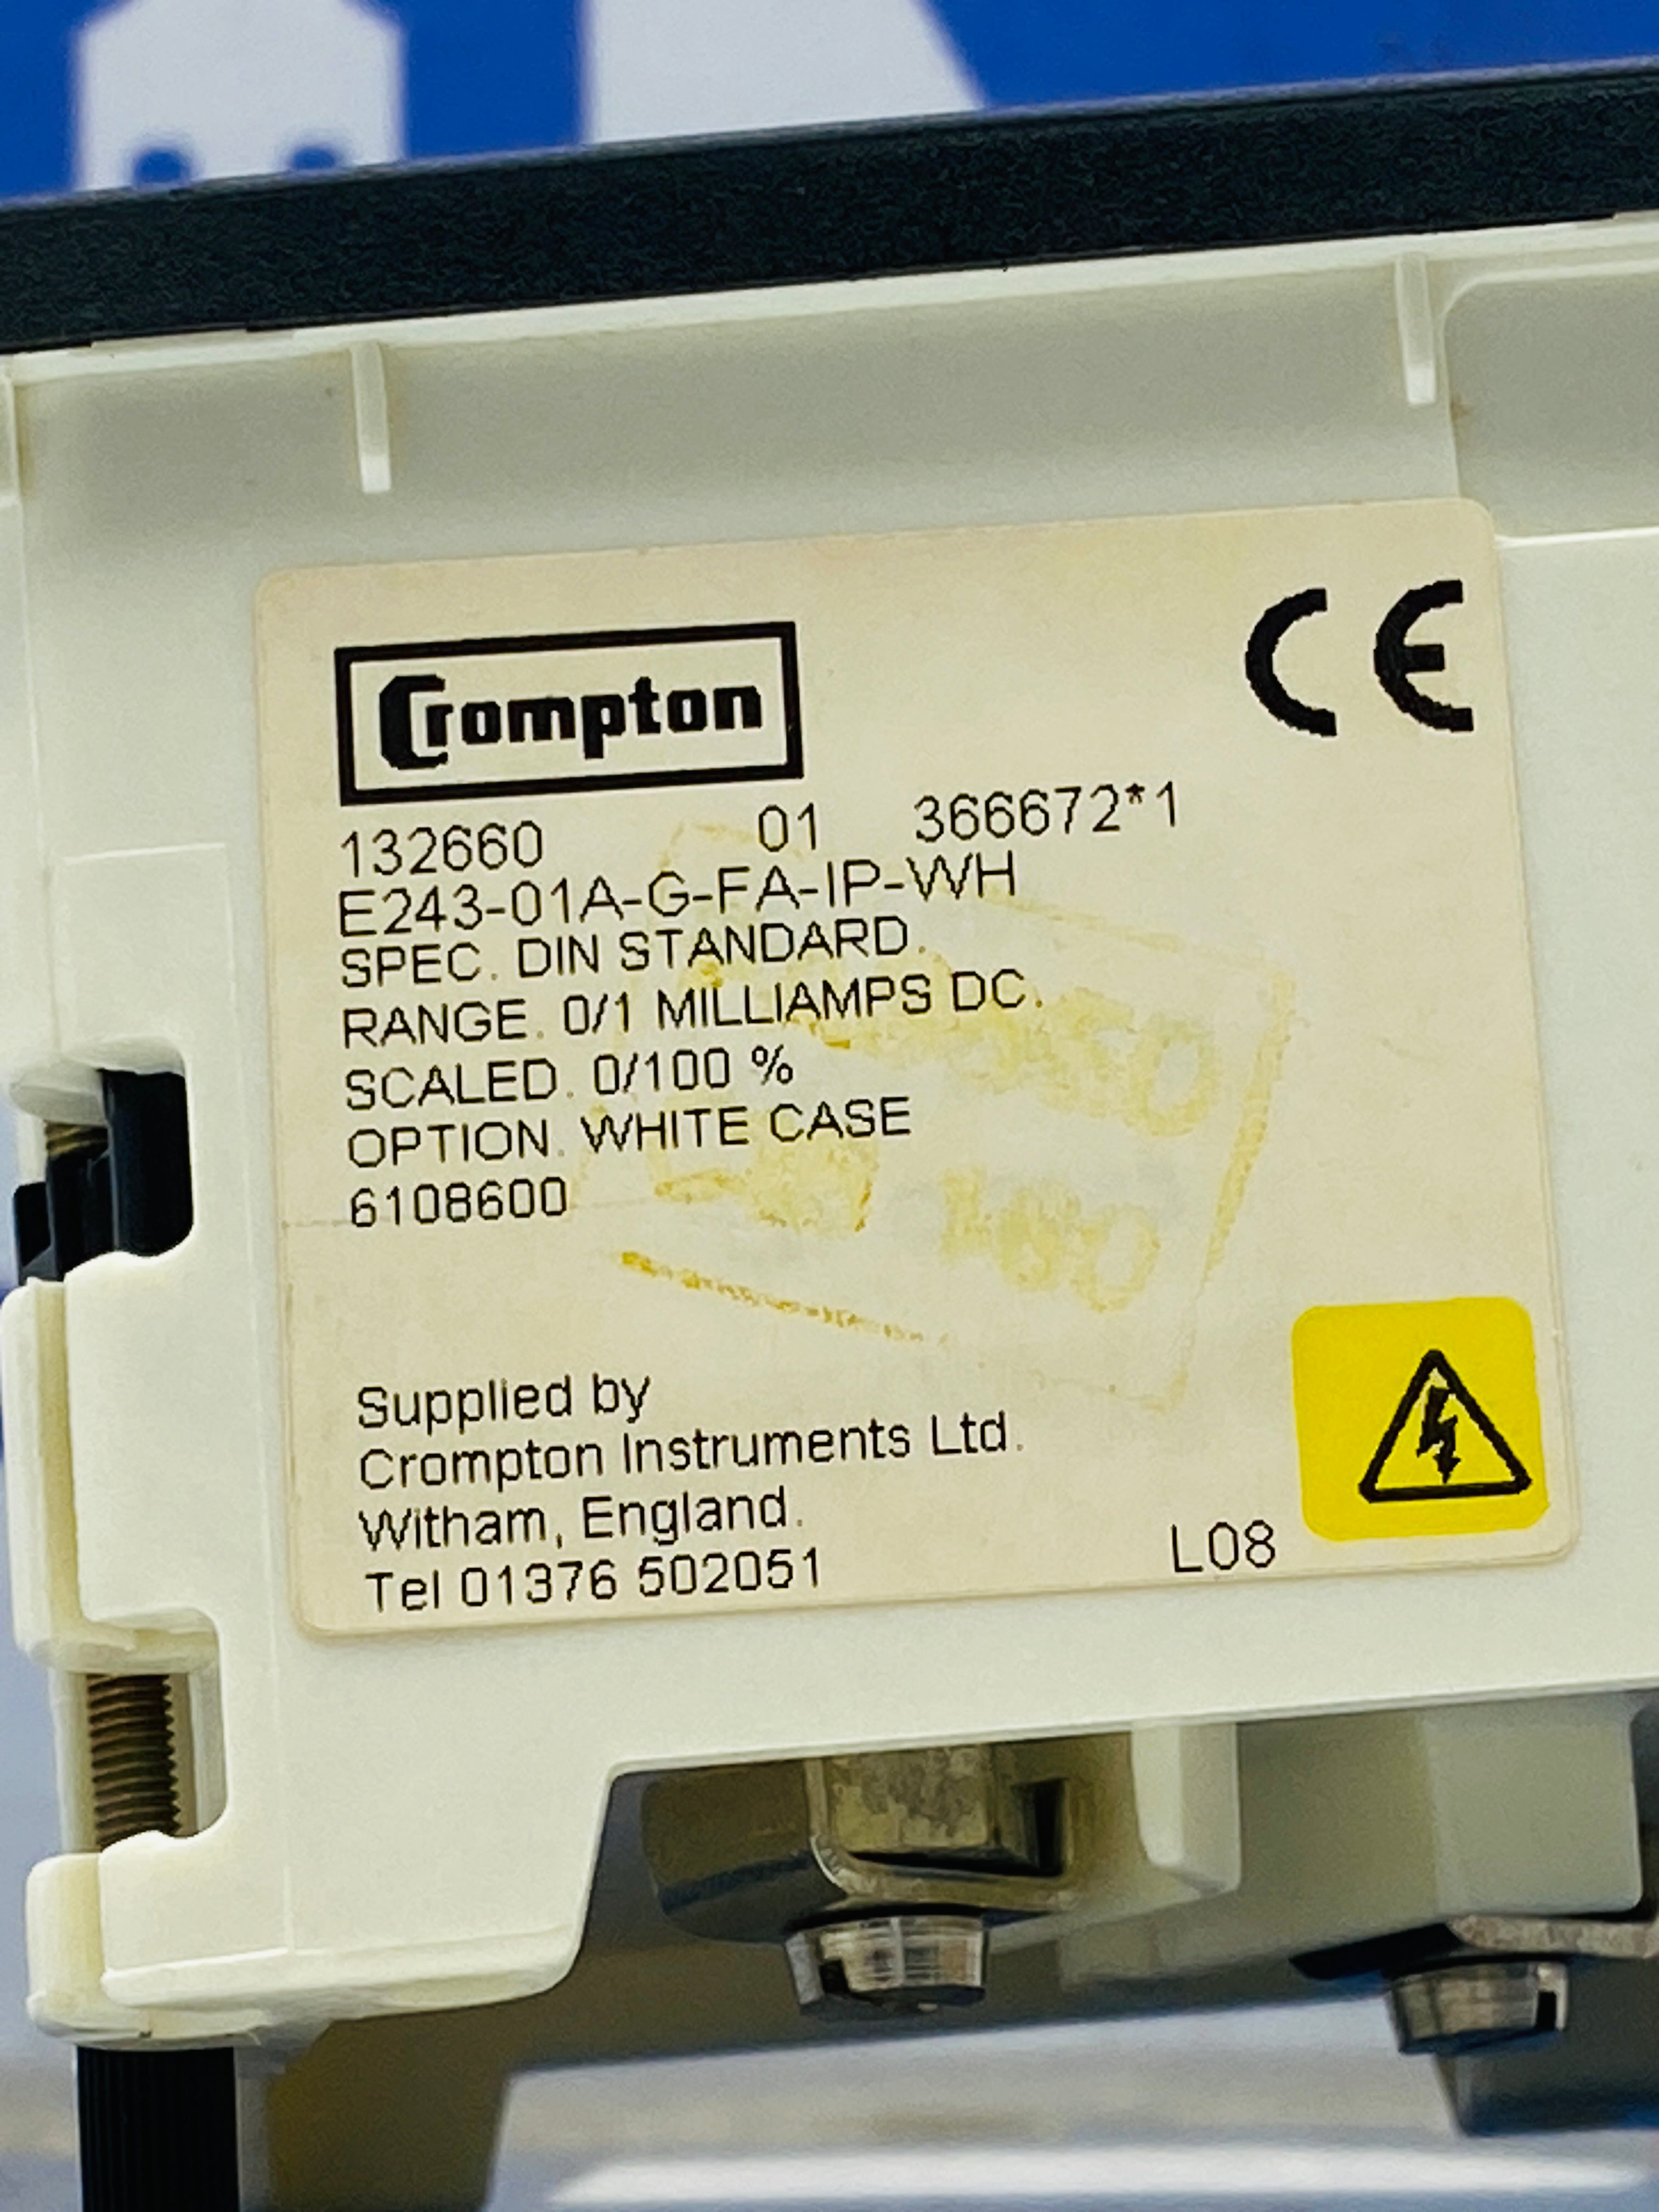 Crompton
CE
132660 01 366672*1
E243-01A-G-FA-IP-WH
SPEC. DIN STANDARD.
RANGE. 0/1 MILLIAMPS DC.
SCALED. 0/100 %
OPTION. WHITE CASE
6108600
Supplied by
Crompton Instruments Ltd.
Witham, England.
Tel 01376 502051
L08